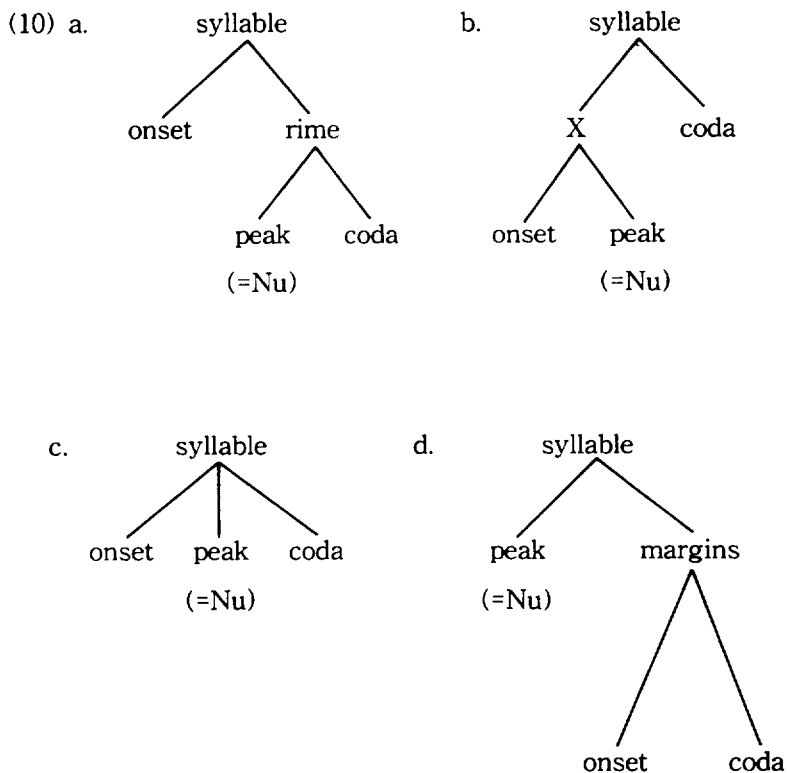 (10) a. syllable b. syllable
onset rime X coda
peak coda onset peak
(=Nu) (=Nu)
c. syllable d. syllable
onset peak coda peak margins
(=Nu) (=Nu)
onset coda